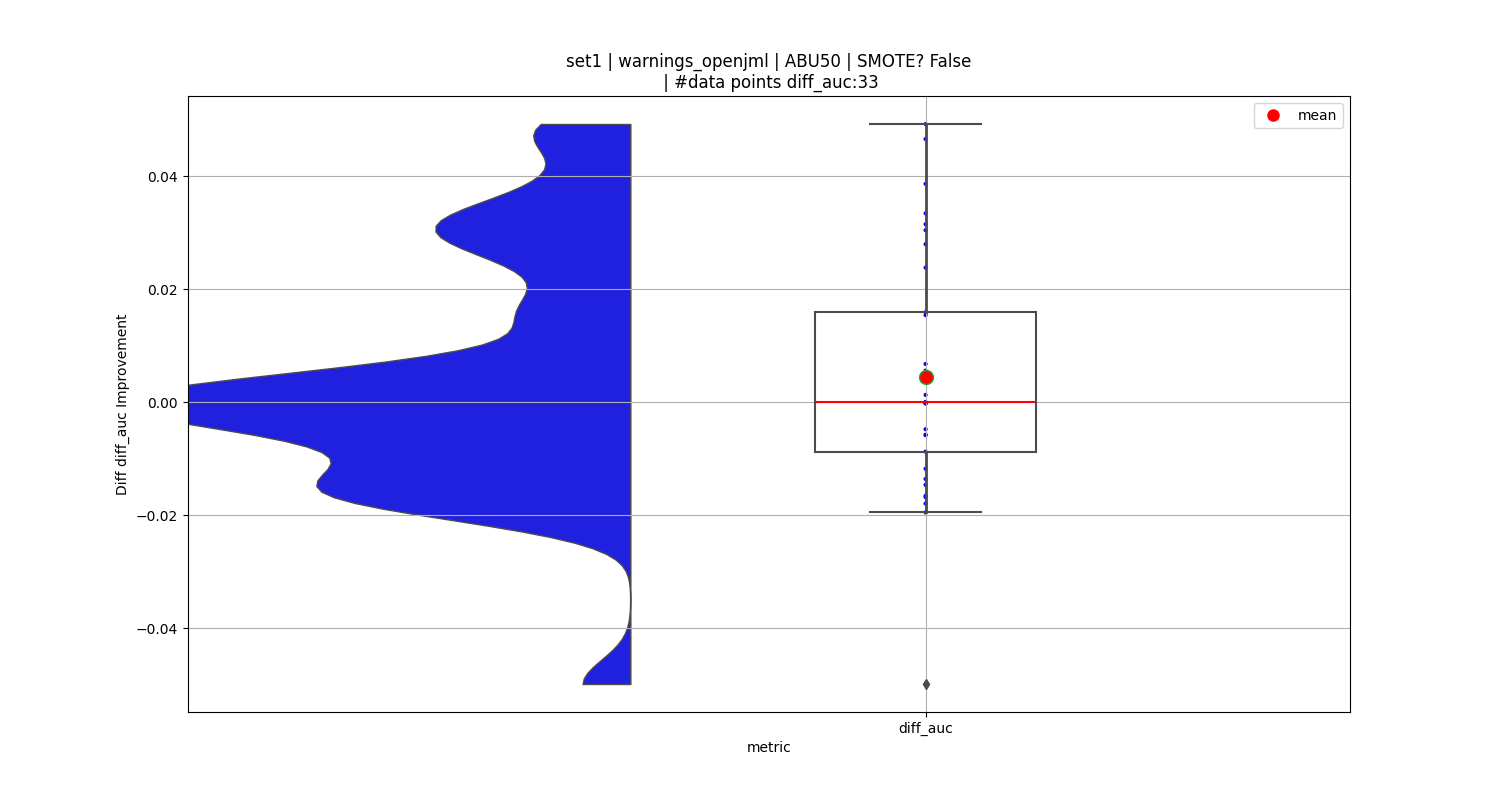 set1 | warnings_openjml | ABU50 | SMOTE? False
| #data points diff_auc:33
mean
0.04
0.02
0.00
−0.02
−0.04
Diff diff_auc Improvement
diff_auc
metric